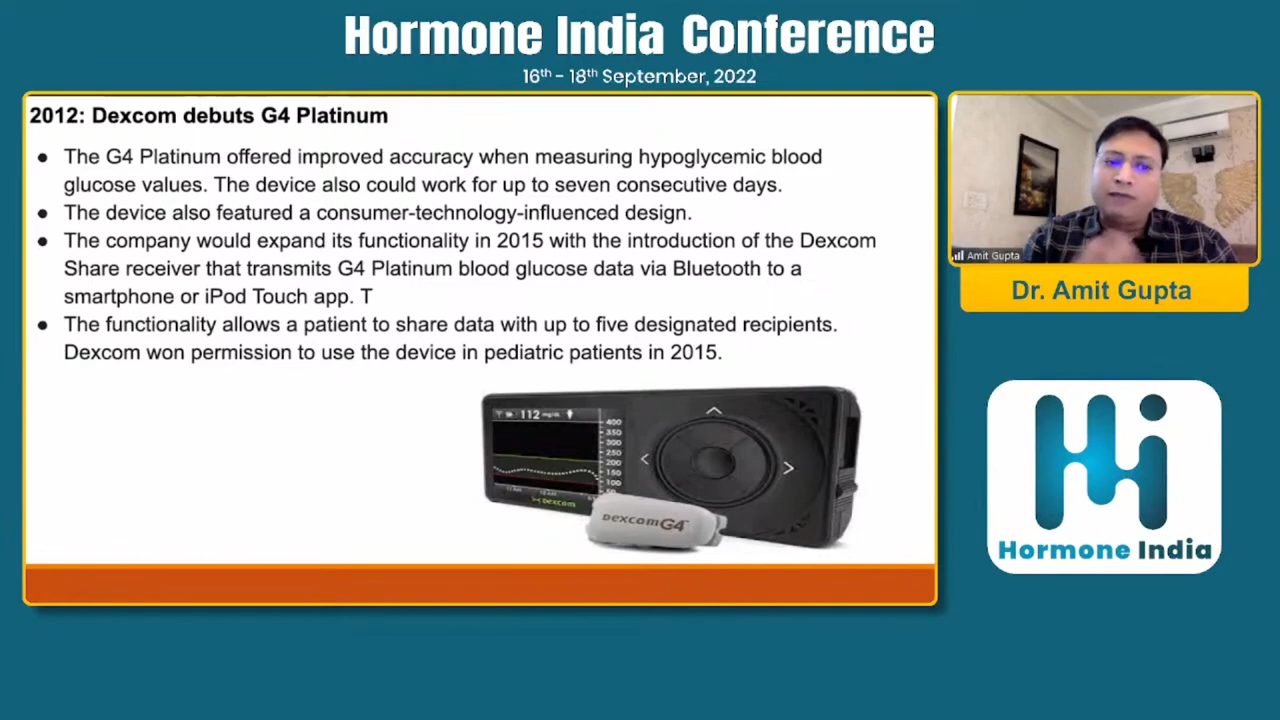 Hormone India Conference
16th - 18th September, 2022
2012: Dexcom debuts G4 Platinum
● The G4 Platinum offered improved accuracy when measuring hypoglycemic blood
glucose values. The device also could work for up to seven consecutive days.
● The device also featured a consumer-technology-influenced design.
● The company would expand its functionality in 2015 with the introduction of the Dexcom
Share receiver that transmits G4 Platinum blood glucose data via Bluetooth to a
smartphone or iPod Touch app. T
● The functionality allows a patient to share data with up to five designated recipients.
Dexcom won permission to use the device in pediatric patients in 2015.
112 mg/dL
400
350
300
250
200
150
100
dexcom
DEXCOM G4
Amit Gupta
Dr. Amit Gupta
Hi
Hormone India